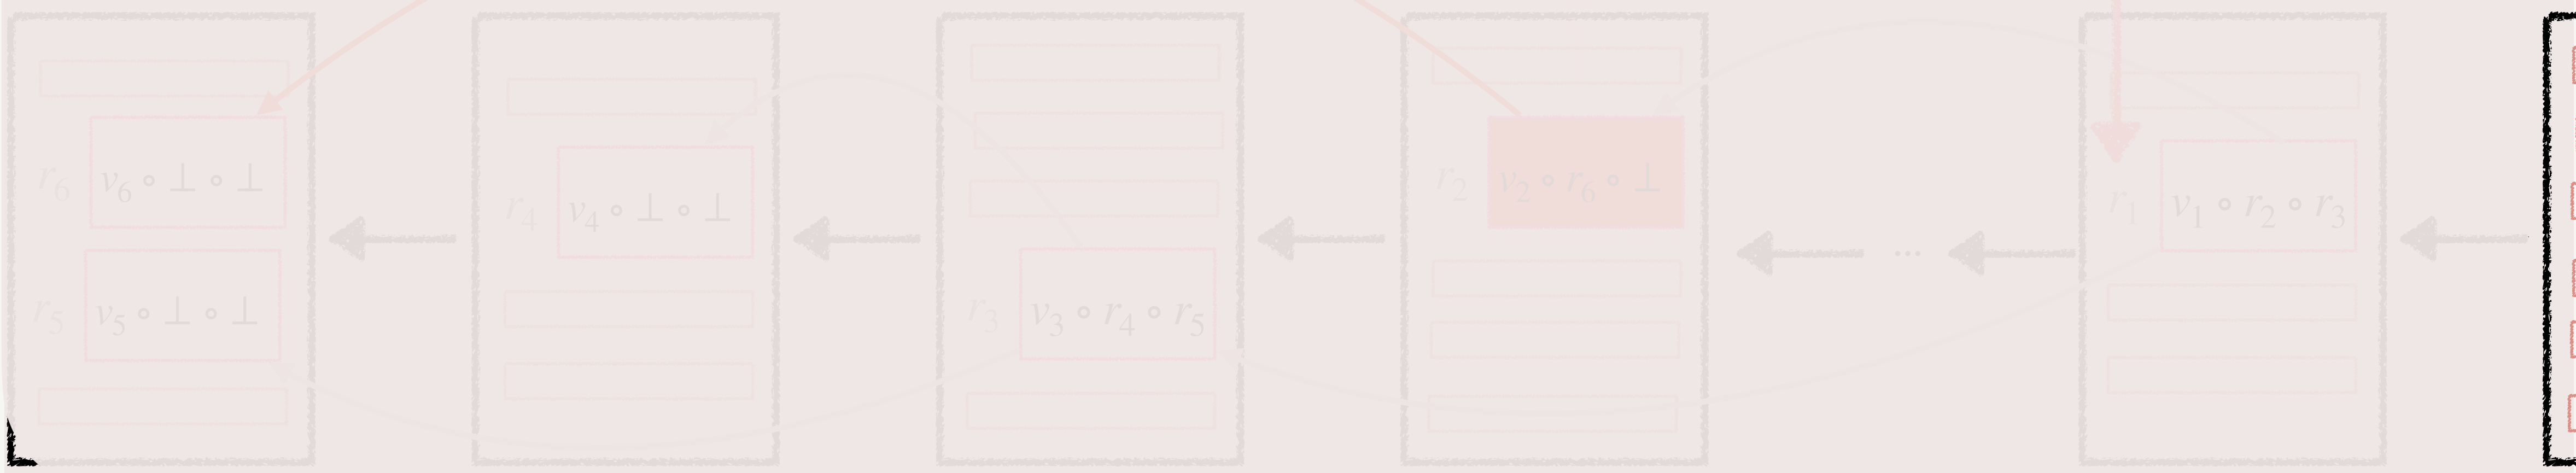 r₆ v₆ ∘ ⊥ ∘ ⊥
r₅ v₅ ∘ ⊥ ∘ ⊥
r₄ v₄ ∘ ⊥ ∘ ⊥
r₃ v₃ ∘ r₄ ∘ r₅
r₂ v₂ ∘ r₆ ∘ ⊥
...
r₁ v₁ ∘ r₂ ∘ r₃